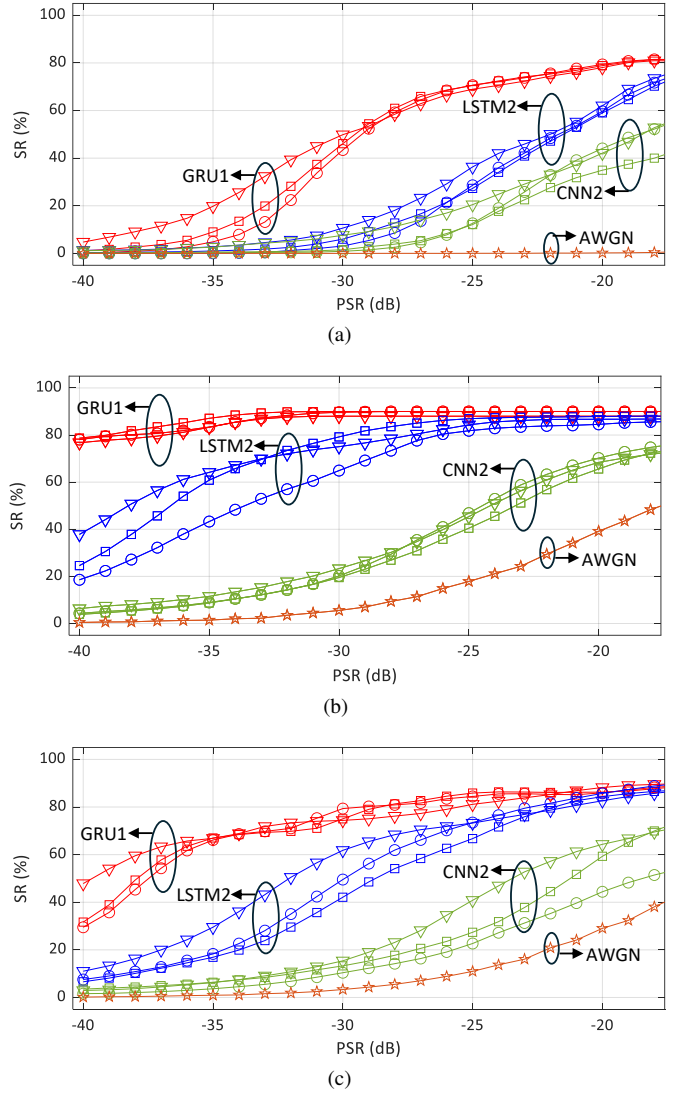 100
80
60
40
20
0
SR (%)
GRU1
LSTM2
CNN2
AWGN
-40 -35 -30 -25 -20
PSR (dB)
(a)
100
80
60
40
20
0
SR (%)
GRU1
LSTM2
CNN2
AWGN
-40 -35 -30 -25 -20
PSR (dB)
(b)
100
80
60
40
20
0
SR (%)
GRU1
LSTM2
CNN2
AWGN
-40 -35 -30 -25 -20
PSR (dB)
(c)